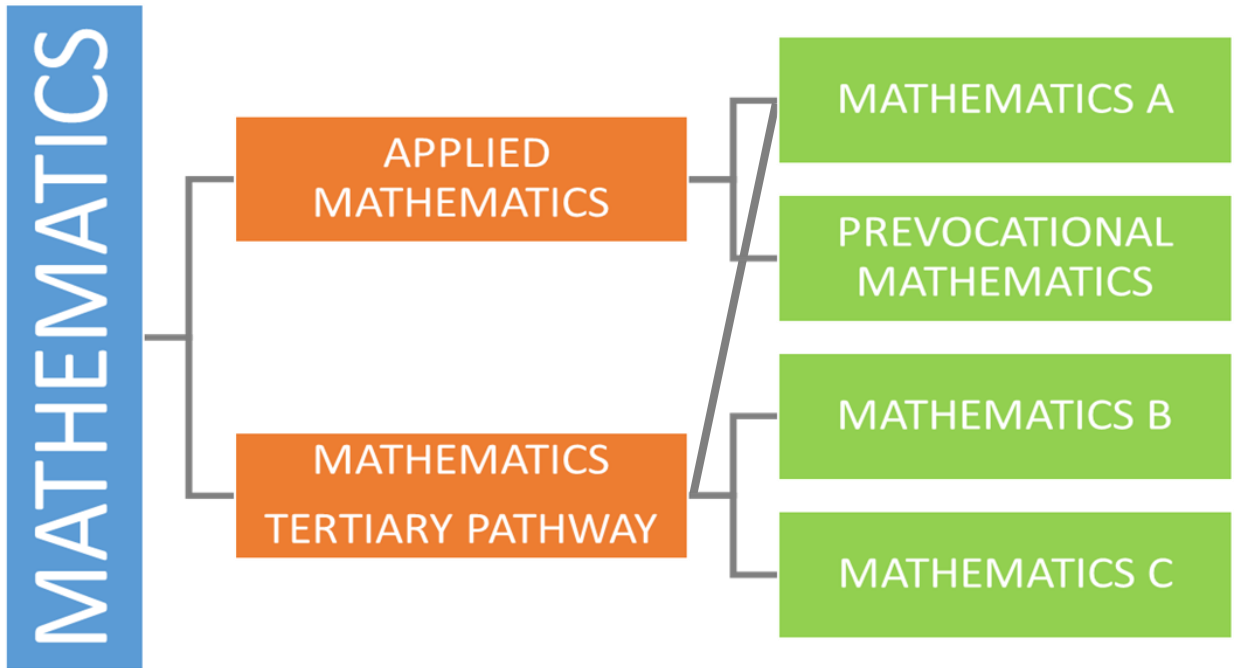 MATHEMATICS
APPLIED
MATHEMATICS
MATHEMATICS
TERTIARY PATHWAY
MATHEMATICS A
PREVOCATIONAL
MATHEMATICS
MATHEMATICS B
MATHEMATICS C